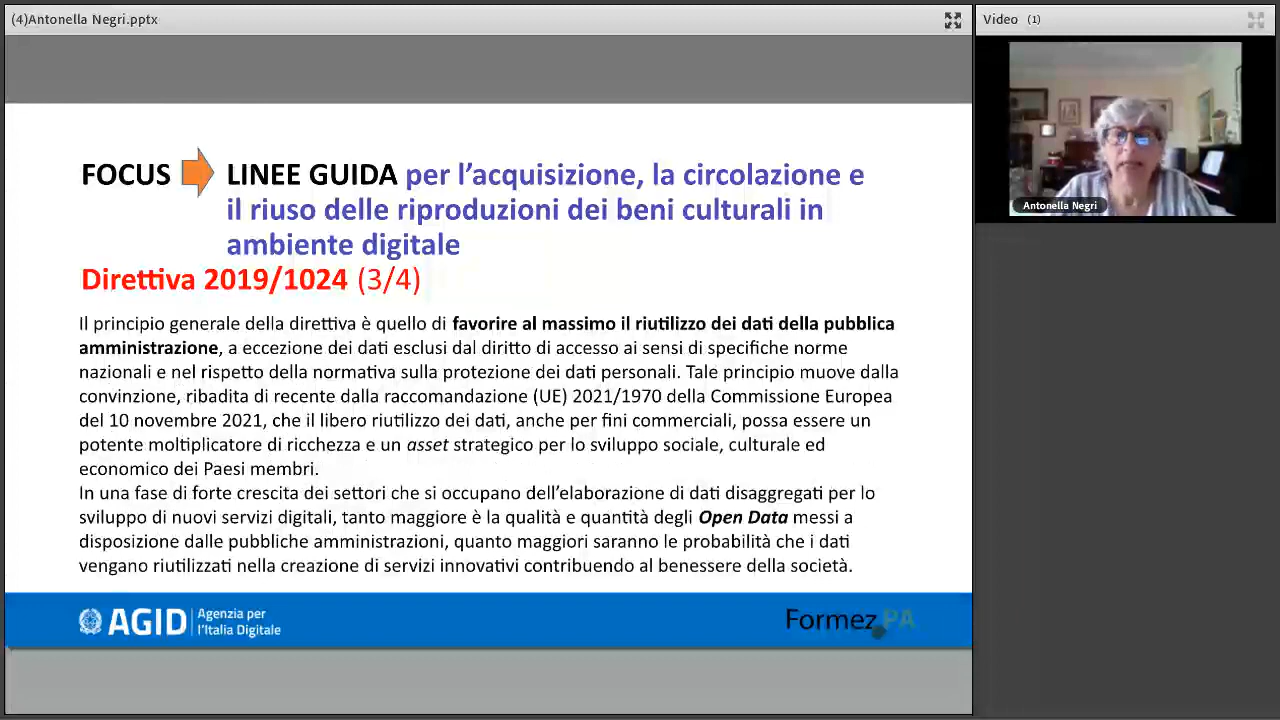 (4)Antonella Negri.pptx
Video (1)
Antonella Negri
FOCUS LINEE GUIDA per l'acquisizione, la circolazione e
il riuso delle riproduzioni dei beni culturali in
ambiente digitale
Direttiva 2019/1024 (3/4)
Il principio generale della direttiva è quello di favorire al massimo il riutilizzo dei dati della pubblica
amministrazione, a eccezione dei dati esclusi dal diritto di accesso ai sensi di specifiche norme
nazionali e nel rispetto della normativa sulla protezione dei dati personali. Tale principio muove dalla
convinzione, ribadita di recente dalla raccomandazione (UE) 2021/1970 della Commissione Europea
del 10 novembre 2021, che il libero riutilizzo dei dati, anche per fini commerciali, possa essere un
potente moltiplicatore di ricchezza e un asset strategico per lo sviluppo sociale, culturale ed
economico dei Paesi membri.
In una fase di forte crescita dei settori che si occupano dell'elaborazione di dati disaggregati per lo
sviluppo di nuovi servizi digitali, tanto maggiore è la qualità e quantità degli Open Data messi a
disposizione dalle pubbliche amministrazioni, quanto maggiori saranno le probabilità che i dati
vengano riutilizzati nella creazione di servizi innovativi contribuendo al benessere della società.
AGID Agenzia per
l'Italia Digitale
Formez PA